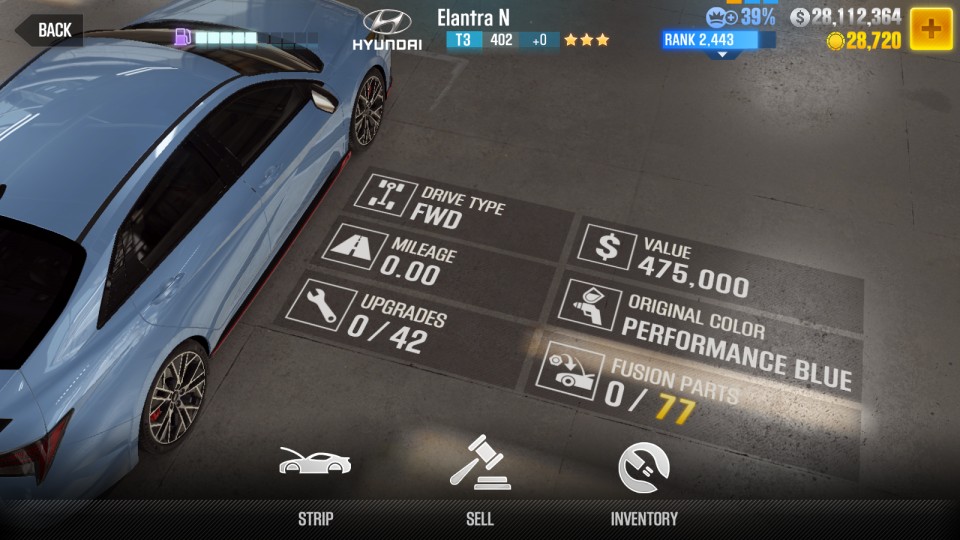 BACK
HYUNDAI
Elantra N
T3 402 +0
39%
RANK 2,443
$ 28,112,364
28,720
DRIVE TYPE
FWD
MILEAGE
0.00
UPGRADES
0/42
$
VALUE
475,000
ORIGINAL COLOR
PERFORMANCE BLUE
FUSION PARTS
0/77
STRIP
SELL
INVENTORY